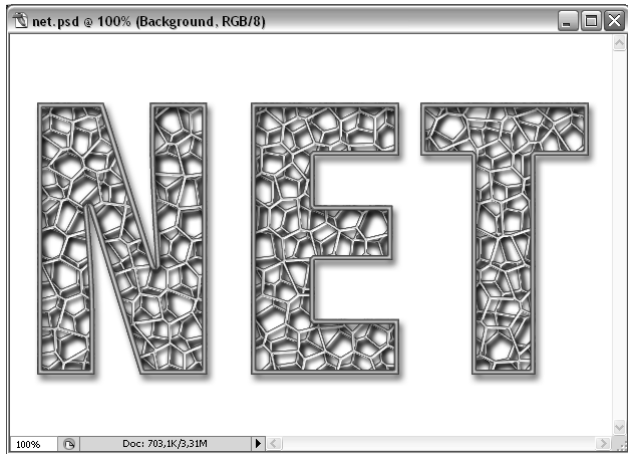 net.psd @ 100% (Background, RGB/8)
NET
100%
Doc: 703,1K/3,31M